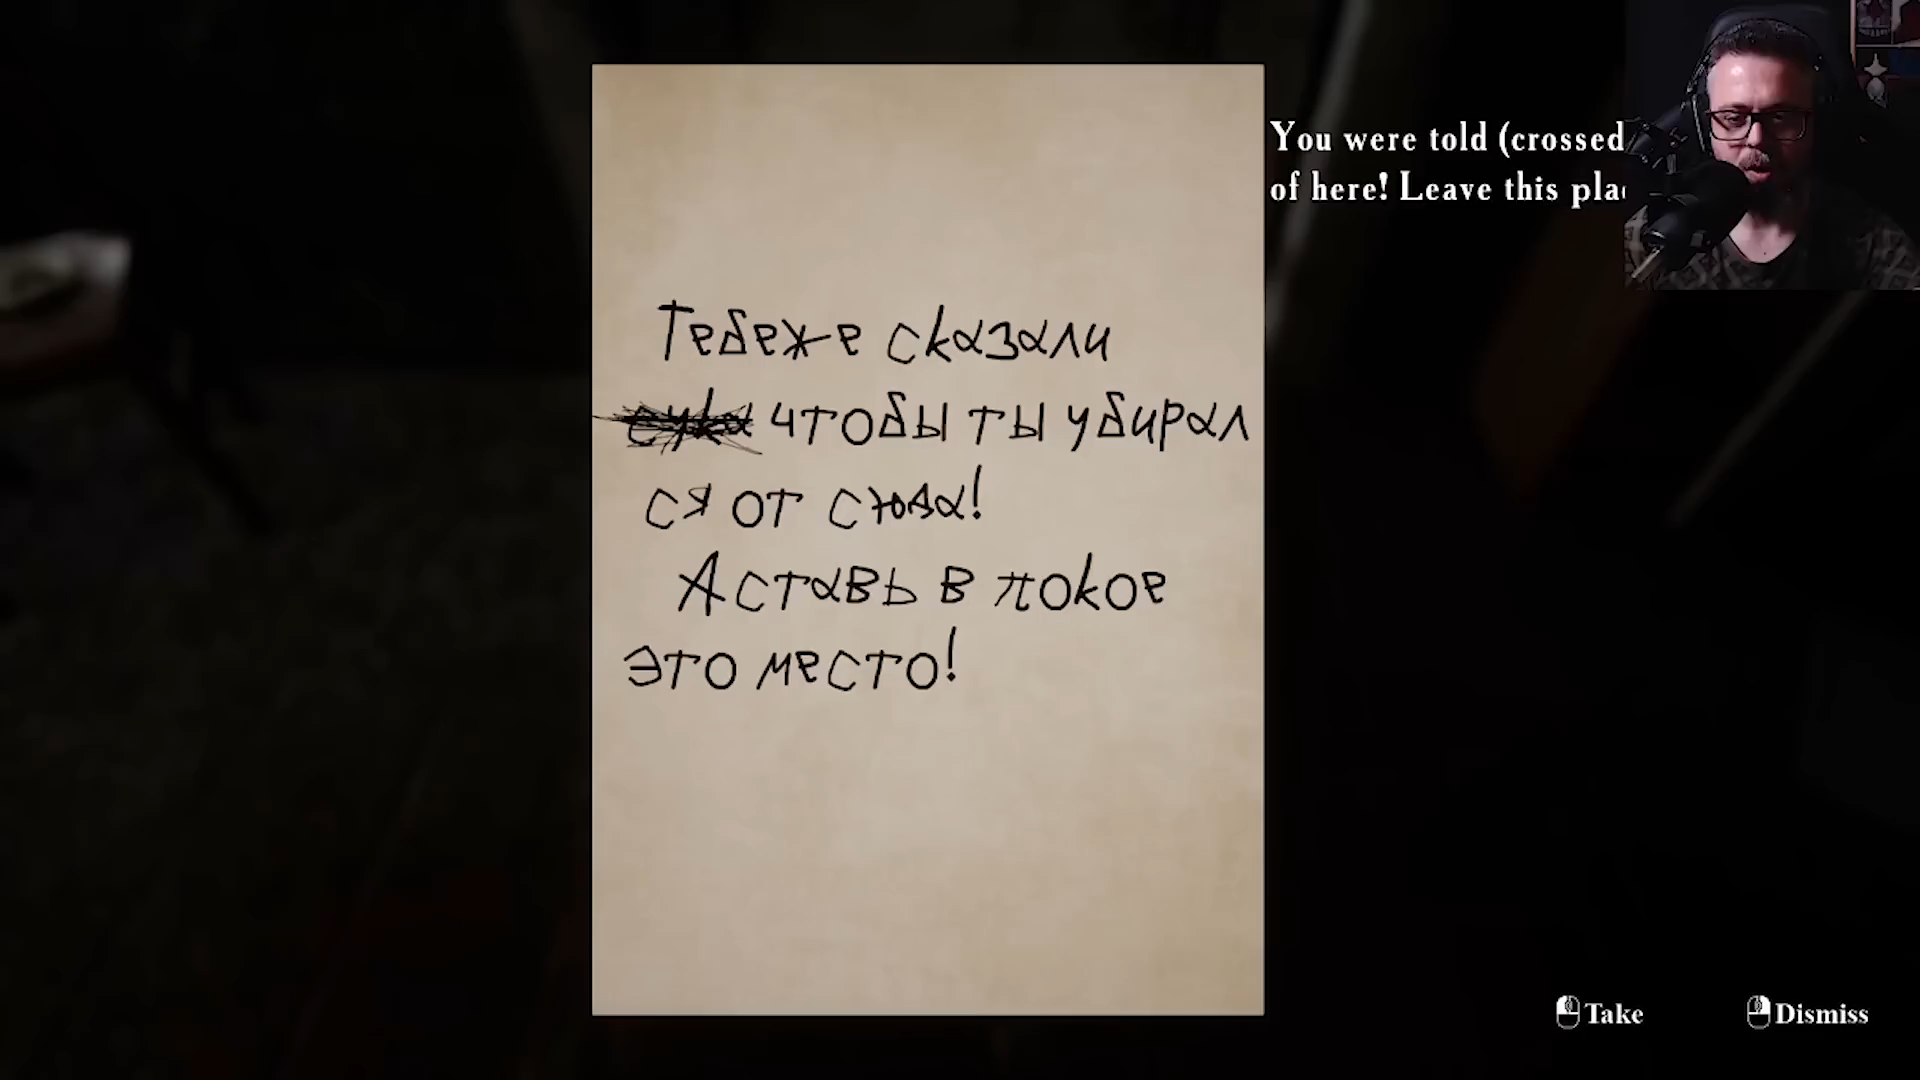 You were told (crossed
of here! Leave this pla
Тебеже сказали
сука чтобы ты убирал
ся от сюда!
Аставь в покое
это место!
Take
Dismiss